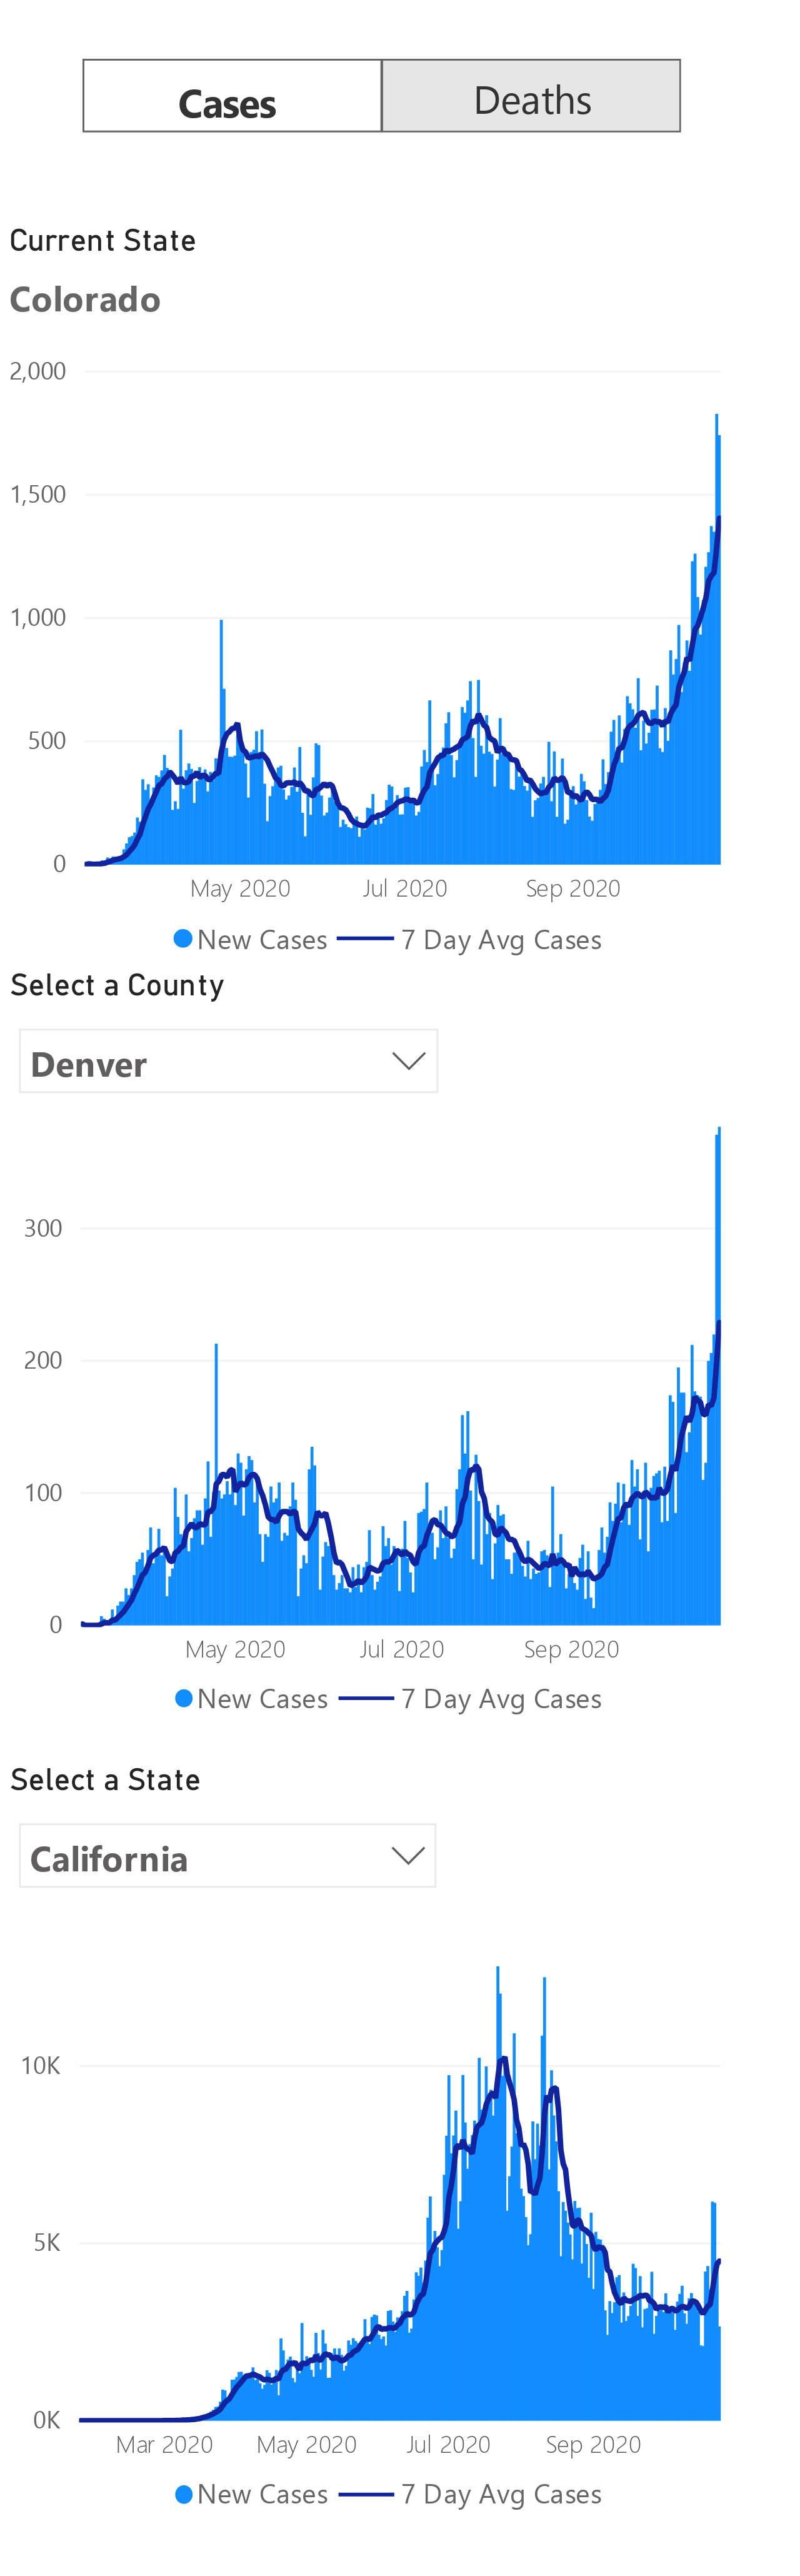 Cases Deaths
Current State
Colorado
2,000
1,500
1,000
500
0
May 2020 Jul 2020 Sep 2020
New Cases 7 Day Avg Cases
Select a County
Denver
300
200
100
0
May 2020 Jul 2020 Sep 2020
New Cases 7 Day Avg Cases
Select a State
California
10K
5K
0K
Mar 2020 May 2020 Jul 2020 Sep 2020
New Cases 7 Day Avg Cases